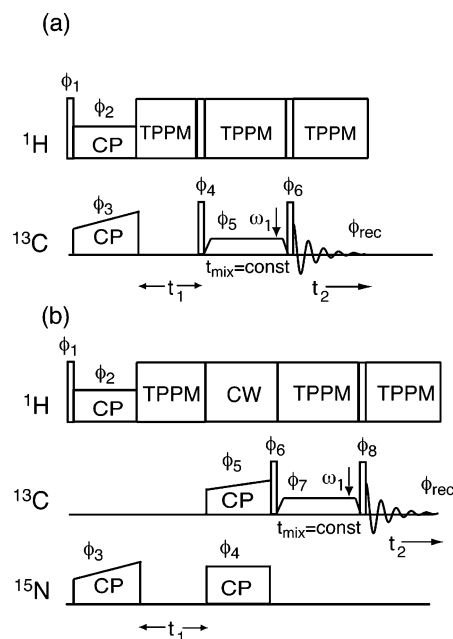 (a)
ϕ1
ϕ2
TPPM
TPPM
TPPM
1H
CP
ϕ3
ϕ4
ϕ6
ϕ5
ω1
ϕrec
13C
CP
tmix=const
t1
t2
(b)
ϕ1
ϕ2
TPPM
CW
TPPM
TPPM
1H
CP
ϕ5
ϕ6
ϕ8
ϕ7
ω1
ϕrec
13C
CP
tmix=const
t2
ϕ3
ϕ4
15N
CP
CP
t1